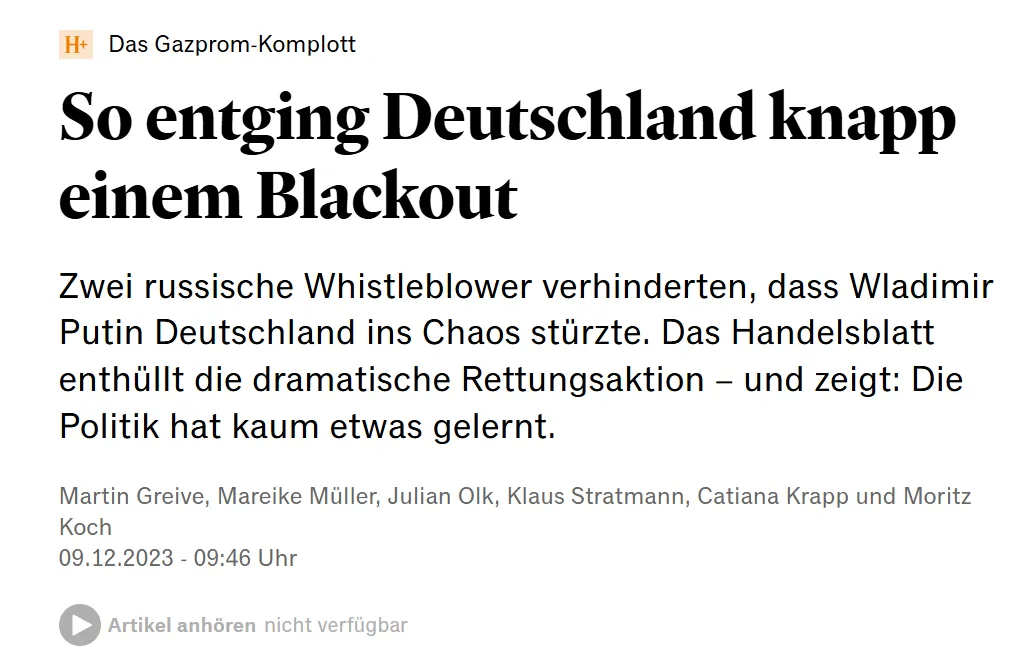 H+ Das Gazprom-Komplott
So entging Deutschland knapp
einem Blackout
Zwei russische Whistleblower verhinderten, dass Wladimir
Putin Deutschland ins Chaos stürzte. Das Handelsblatt
enthüllt die dramatische Rettungsaktion – und zeigt: Die
Politik hat kaum etwas gelernt.
Martin Greive, Mareike Müller, Julian Olk, Klaus Stratmann, Catiana Krapp und Moritz
Koch
09.12.2023 - 09:46 Uhr
Artikel anhören nicht verfügbar